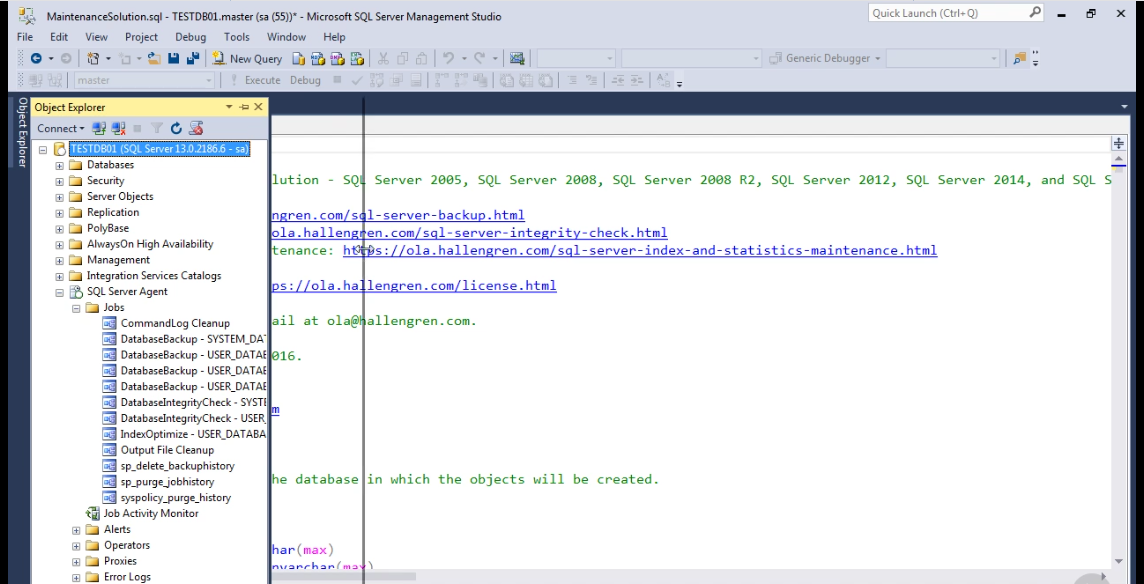 MaintenanceSolution.sql - TESTDB01.master (sa (55))* - Microsoft SQL Server Management Studio
Quick Launch (Ctrl+Q)
File Edit View Project Debug Tools Window Help
New Query
Generic Debugger
master
Execute Debug
Object Explorer
Object Explorer
Connect
TESTDB01 (SQL Server 13.0.2186.6 - sa)
Databases
Security
lution - SQL Server 2005, SQL Server 2008, SQL Server 2008 R2, SQL Server 2012, SQL Server 2014, and SQL S
Server Objects
Replication
ngren.com/sql-server-backup.html
PolyBase
ola.hallengren.com/sql-server-integrity-check.html
AlwaysOn High Availability
tenance: https://ola.hallengren.com/sql-server-index-and-statistics-maintenance.html
Management
Integration Services Catalogs
ps://ola.hallengren.com/license.html
SQL Server Agent
Jobs
CommandLog Cleanup
ail at ola@hallengren.com.
DatabaseBackup - SYSTEM_DAT
DatabaseBackup - USER_DATAB
016.
DatabaseBackup - USER_DATAB
DatabaseBackup - USER_DATAB
DatabaseIntegrityCheck - SYSTE
m
DatabaseIntegrityCheck - USER_
IndexOptimize - USER_DATABA
Output File Cleanup
sp_delete_backuphistory
sp_purge_jobhistory
he database in which the objects will be created.
syspolicy_purge_history
Job Activity Monitor
Alerts
Operators
har(max)
Proxies
nvarchar(max)
Error Logs